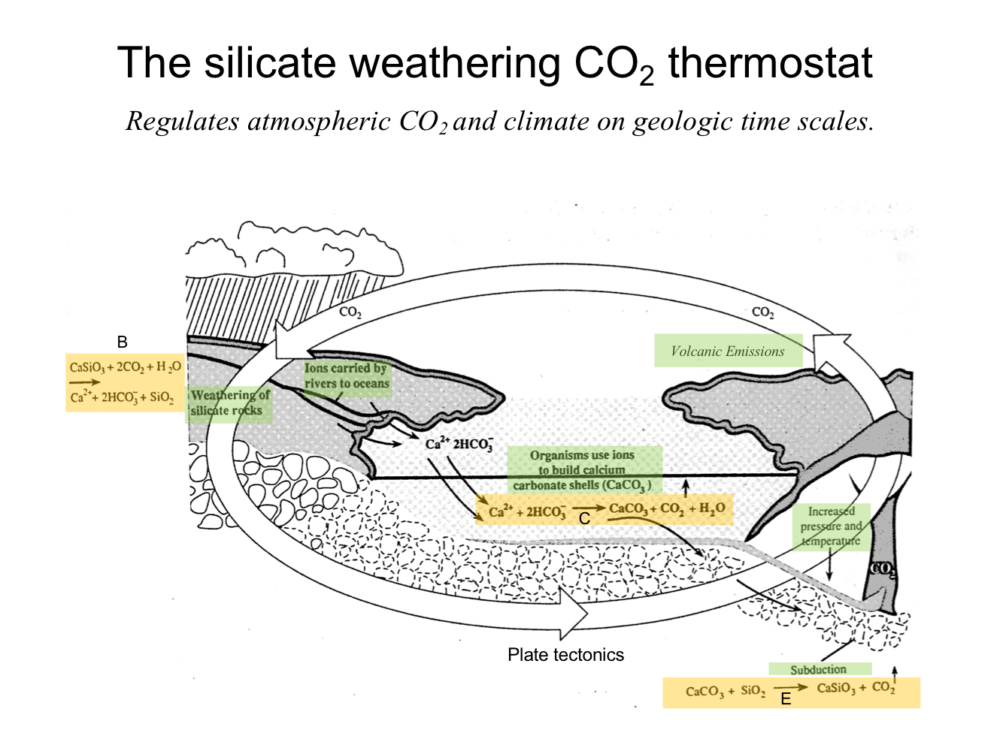 The silicate weathering CO₂ thermostat
Regulates atmospheric CO₂ and climate on geologic time scales.
CO₂
CO₂
Volcanic Emissions
B
CaSiO₃ + 2CO₂ + H₂O
→
Ca²⁺ + 2HCO₃⁻ + SiO₂
Weathering of
silicate rocks
Ions carried by
rivers to oceans
Ca²⁺ 2HCO₃⁻
Organisms use ions
to build calcium
carbonate shells (CaCO₃)
Ca²⁺ + 2HCO₃⁻ → CaCO₃ + CO₂ + H₂O
C
Increased
pressure and
temperature
CO₂
Plate tectonics
Subduction
CaCO₃ + SiO₂ → CaSiO₃ + CO₂
E